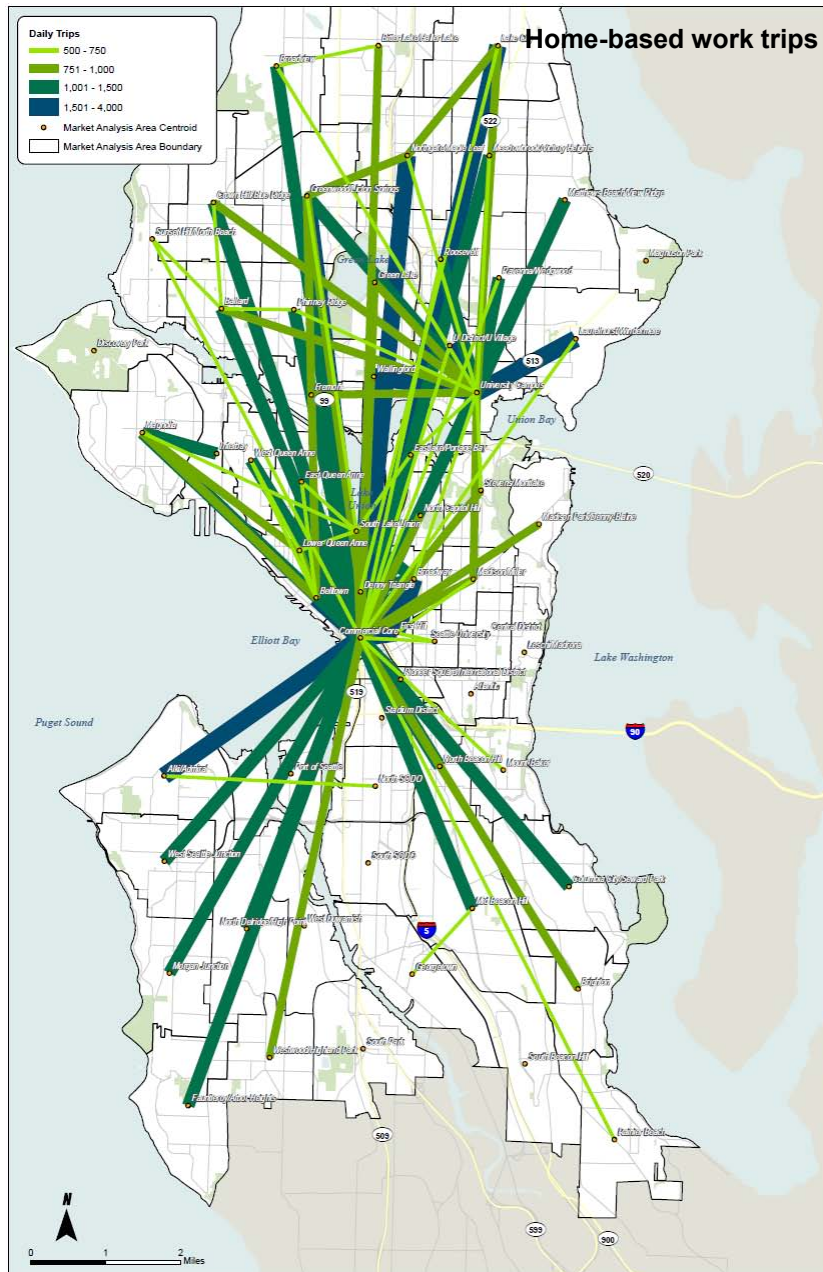 Home-based work trips
Daily Trips
500 - 750
751 - 1,000
1,001 - 1,500
1,501 - 4,000
Market Analysis Area Centroid
Market Analysis Area Boundary
Bitter Lake/Haller Lake
Lake City
Broadview
522
Northgate/Maple Leaf
Meadowbrook/Victory Heights
Greenwood/Licton Springs
Crown Hill/Blue Ridge
Matthews Beach/View Ridge
Sunset Hill/North Beach
Green Lake
Roosevelt
Magnuson Park
Green Lake
Ravenna/Wedgwood
Ballard
Phinney Ridge
Discovery Park
U District/U Village
Laurelhurst/Windermere
513
Wallingford
University Campus
Fremont
99
Union Bay
Magnolia
Interbay
West Queen Anne
Eastlake/Portage Bay
520
East Queen Anne
Stevens/Montlake
Lake Union
North Capitol Hill
Madison Park/Denny-Blaine
South Lake Union
Lower Queen Anne
Broadway
Madison/Miller
Belltown
Denny Triangle
Commercial Core
First Hill
Central District
Elliott Bay
Seattle University
Leschi/Madrona
Lake Washington
Pioneer Square/International District
519
Atlantic
Puget Sound
Stadium District
90
Alki/Admiral
Port of Seattle
North Beacon Hill
Mount Baker
North SODO
West Seattle Junction
South SODO
Columbia City/Seward Park
Mid Beacon Hill
North Delridge/High Point
West Duwamish
5
Morgan Junction
Georgetown
Brighton
Westwood/Highland Park
South Park
South Beacon Hill
Fauntleroy/Arbor Heights
509
Rainier Beach
N
599
900
0
1
2
Miles